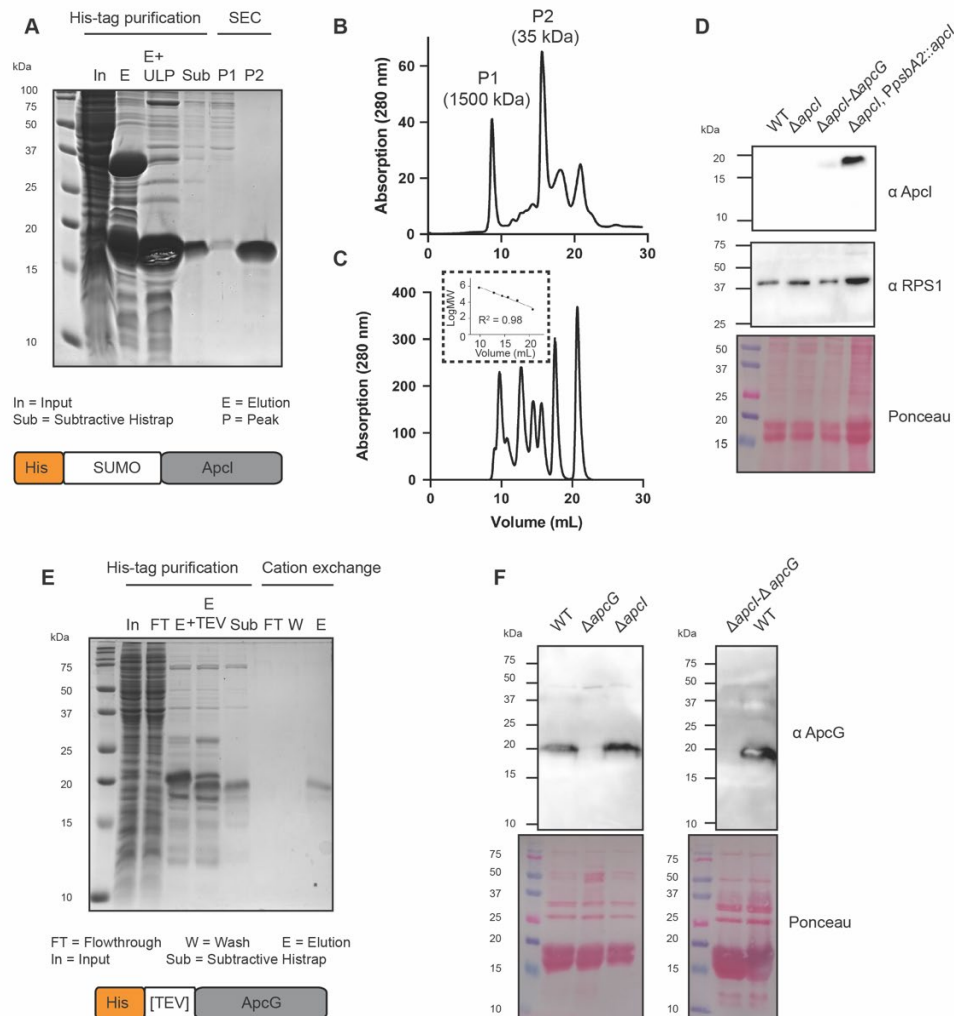 A
His-tag purification
SEC
kDa
In E E+ ULP Sub P1 P2
100
75
50
37
25
20
15
10
In = Input
E = Elution
Sub = Subtractive Histrap
P = Peak
His SUMO ApcI
B
P1
(1500 kDa)
P2
(35 kDa)
Absorption (280 nm)
60
40
20
0
0 10 20 30
C
Absorption (280 nm)
400
300
200
100
0
LogMW
6
4
2
0
R² = 0.98
10 15 20
Volume (mL)
0 10 20 30
Volume (mL)
D
WT ΔapcI ΔapcI-ΔapcG ΔapcI, PpsbA2::apcI
kDa
20
15
10
α ApcI
75
50
37
25
α RPS1
50
37
25
20
15
Ponceau
E
His-tag purification
Cation exchange
kDa
In FT E E +TEV Sub FT W E
75
50
37
25
20
15
10
FT = Flowthrough
W = Wash
E = Elution
In = Input
Sub = Subtractive Histrap
His [TEV] ApcG
F
WT ΔapcG ΔapcI
ΔapcI-ΔapcG WT
kDa
75
50
37
25
20
15
10
kDa
75
50
37
25
20
15
10
α ApcG
75
50
37
25
20
15
10
75
50
37
25
20
15
10
Ponceau